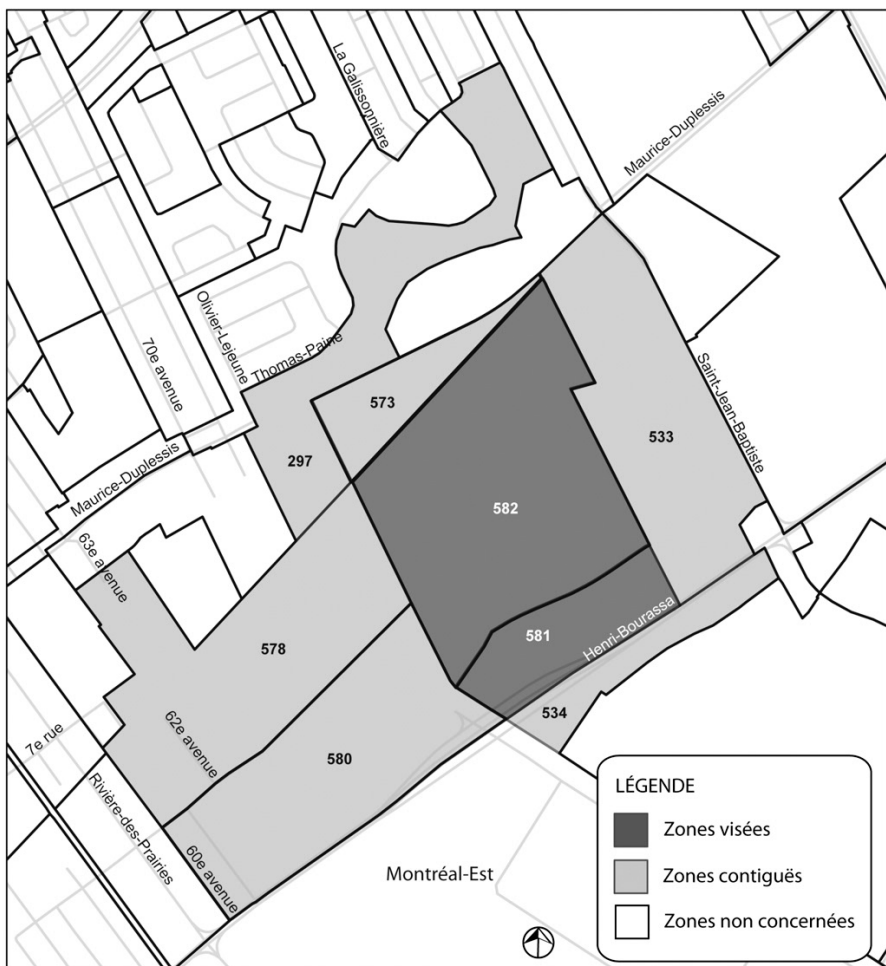 La Galissonnière
Maurice-Duplessis
Olivier-Lejeune
Thomas-Paine
70e avenue
573
Saint-Jean-Baptiste
533
297
Maurice-Duplessis
582
63e avenue
581
Henri-Bourassa
578
534
62e avenue
7e rue
580
Rivière-des-Prairies
60e avenue
Montréal-Est
LÉGENDE
Zones visées
Zones contiguës
Zones non concernées